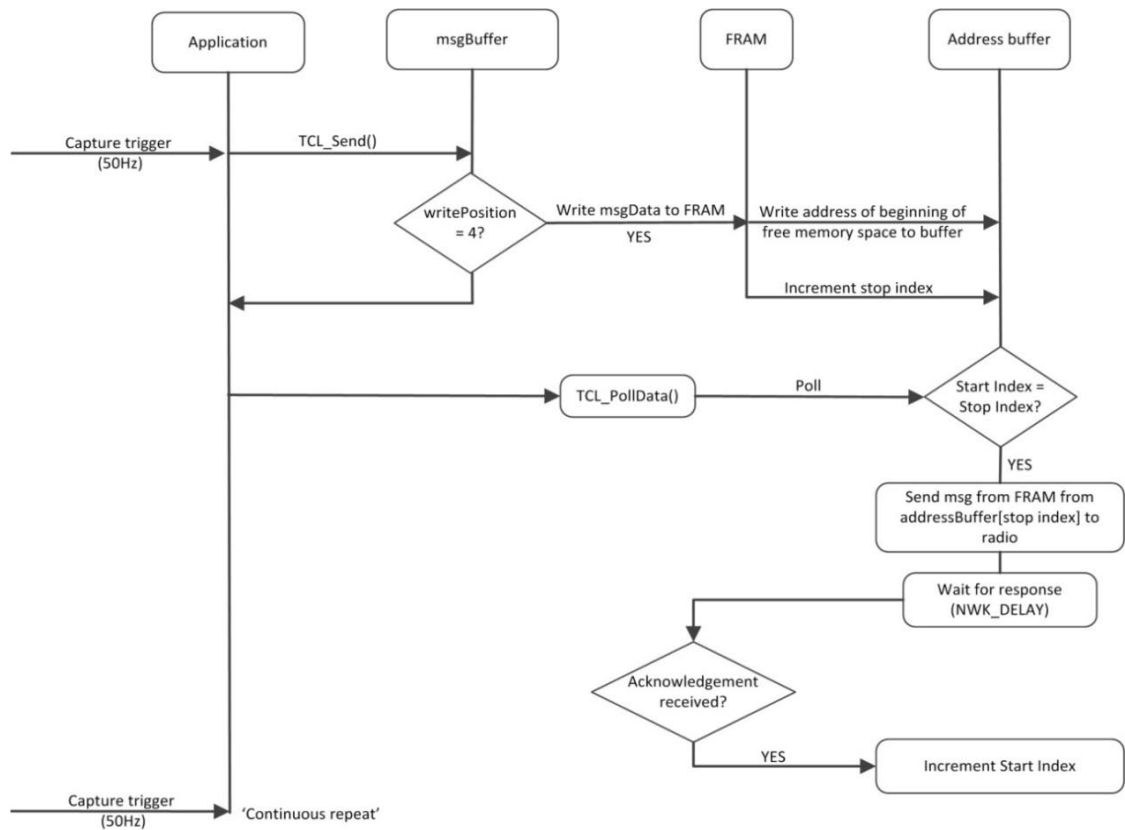 Application
msgBuffer
FRAM
Address buffer
Capture trigger
(50Hz)
TCL_Send()
writePosition
= 4?
Write msgData to FRAM
YES
Write address of beginning of
free memory space to buffer
Increment stop index
TCL_PollData()
Poll
Start Index =
Stop Index?
YES
Send msg from FRAM from
addressBuffer[stop index] to
radio
Wait for response
(NWK_DELAY)
Acknowledgement
received?
YES
Increment Start Index
Capture trigger
(50Hz)
‘Continuous repeat’